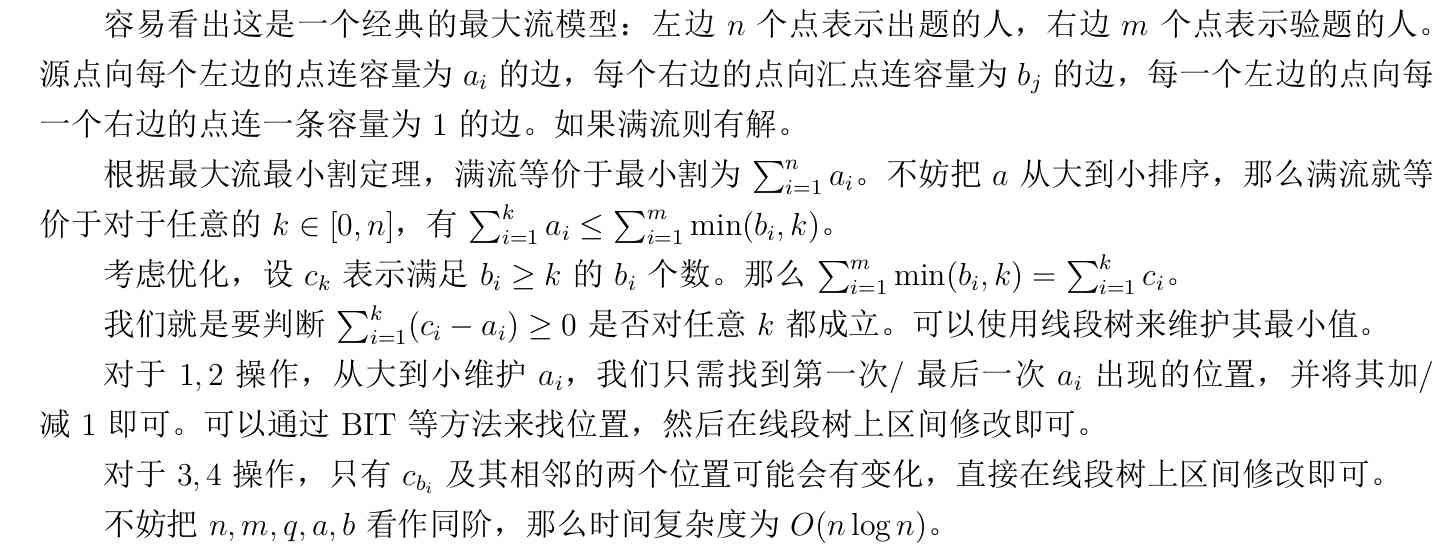 容易看出这是一个经典的最大流模型：左边 n 个点表示出题的人，右边 m 个点表示验题的人。
源点向每个左边的点连容量为 a_i 的边，每个右边的点向汇点连容量为 b_j 的边，每一个左边的点向每
一个右边的点连一条容量为 1 的边。如果满流则有解。
根据最大流最小割定理，满流等价于最小割为 ∑_{i=1}^{n} a_i。不妨把 a 从大到小排序，那么满流就等
价于对于任意的 k ∈ [0, n]，有 ∑_{i=1}^{k} a_i ≤ ∑_{i=1}^{m} min(b_i, k)。
考虑优化，设 c_k 表示满足 b_i ≥ k 的 b_i 个数。那么 ∑_{i=1}^{m} min(b_i, k) = ∑_{i=1}^{k} c_i。
我们就是要判断 ∑_{i=1}^{k} (c_i − a_i) ≥ 0 是否对任意 k 都成立。可以使用线段树来维护其最小值。
对于 1, 2 操作，从大到小维护 a_i，我们只需找到第一次/ 最后一次 a_i 出现的位置，并将其加/
减 1 即可。可以通过 BIT 等方法来找位置，然后在线段树上区间修改即可。
对于 3, 4 操作，只有 c_{b_i} 及其相邻的两个位置可能会有变化，直接在线段树上区间修改即可。
不妨把 n, m, q, a, b 看作同阶，那么时间复杂度为 O(n log n)。